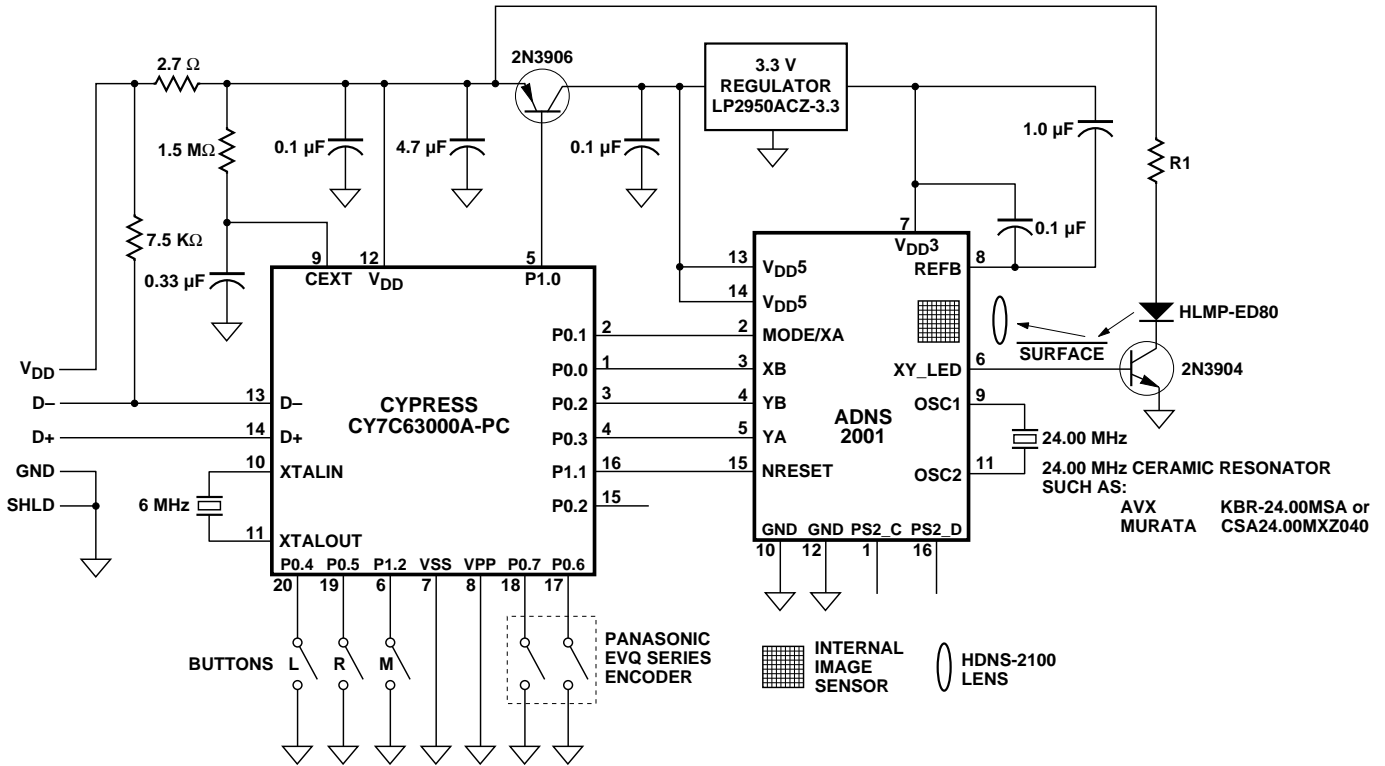 2N3906
2.7 Ω
3.3 V
REGULATOR
LP2950ACZ-3.3
1.5 MΩ
0.1 µF
4.7 µF
0.1 µF
1.0 µF
R1
7.5 KΩ
0.33 µF
9
12
5
CEXT
VDD
P1.0
7
VDD3
0.1 µF
13
VDD5
8
REFB
14
VDD5
HLMP-ED80
SURFACE
P0.1
2
2
MODE/XA
VDD
P0.0
1
3
XB
6
XY_LED
2N3904
D–
13
D–
CYPRESS
CY7C63000A-PC
P0.2
3
4
YB
9
OSC1
ADNS
2001
D+
14
D+
P0.3
4
5
YA
24.00 MHz
GND
10
XTALIN
P1.1
16
15
NRESET
11
OSC2
24.00 MHz CERAMIC RESONATOR
SUCH AS:
AVX KBR-24.00MSA or
MURATA CSA24.00MXZ040
SHLD
6 MHz
P0.2
15
11
XTALOUT
GND
GND
PS2_C
PS2_D
10
12
1
16
P0.4
P0.5
P1.2
VSS
VPP
P0.7
P0.6
20
19
6
7
8
18
17
BUTTONS
L
R
M
PANASONIC
EVQ SERIES
ENCODER
INTERNAL
IMAGE
SENSOR
HDNS-2100
LENS